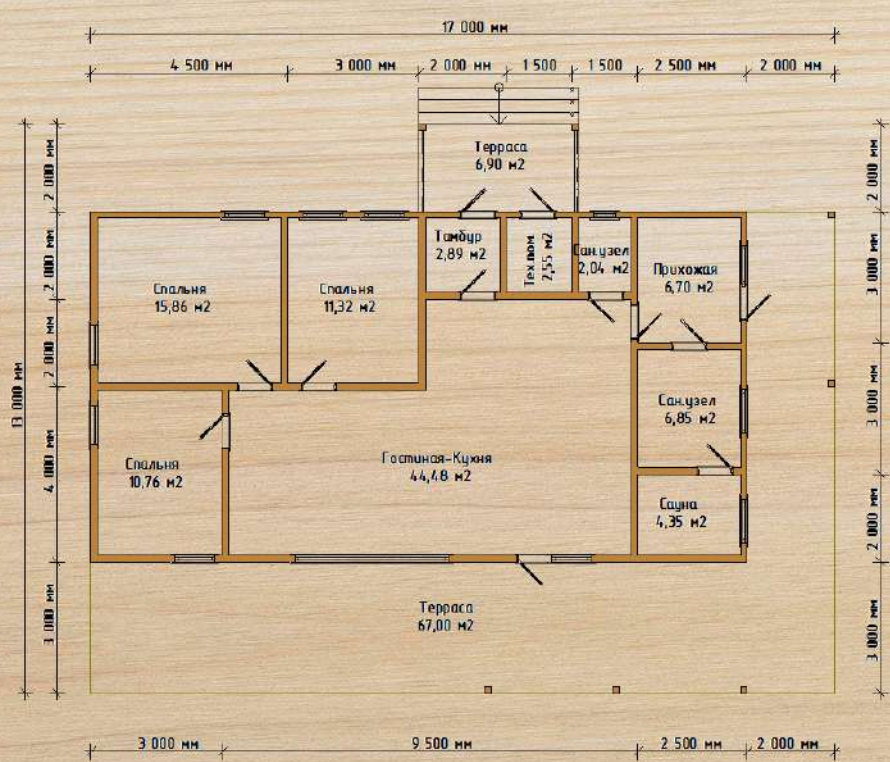 17 000 мм
4 500 мм
3 000 мм
2 000 мм
1 500
1 500
2 500 мм
2 000 мм
Терраса
6,90 м2
2 000 мм
3 000 мм
2 000 мм
Тамбур
2,89 м2
Тех.пом.
2,55 м2
Сан.узел
2,04 м2
Прихожая
6,70 м2
3 000 мм
Спальня
15,86 м2
Спальня
11,32 м2
2 000 мм
13 000 мм
Сан.узел
6,85 м2
3 000 мм
Спальня
10,76 м2
Гостиная-Кухня
44,48 м2
4 000 мм
Сауна
4,35 м2
2 000 мм
Терраса
67,00 м2
3 000 мм
3 000 мм
3 000 мм
9 500 мм
2 500 мм
2 000 мм